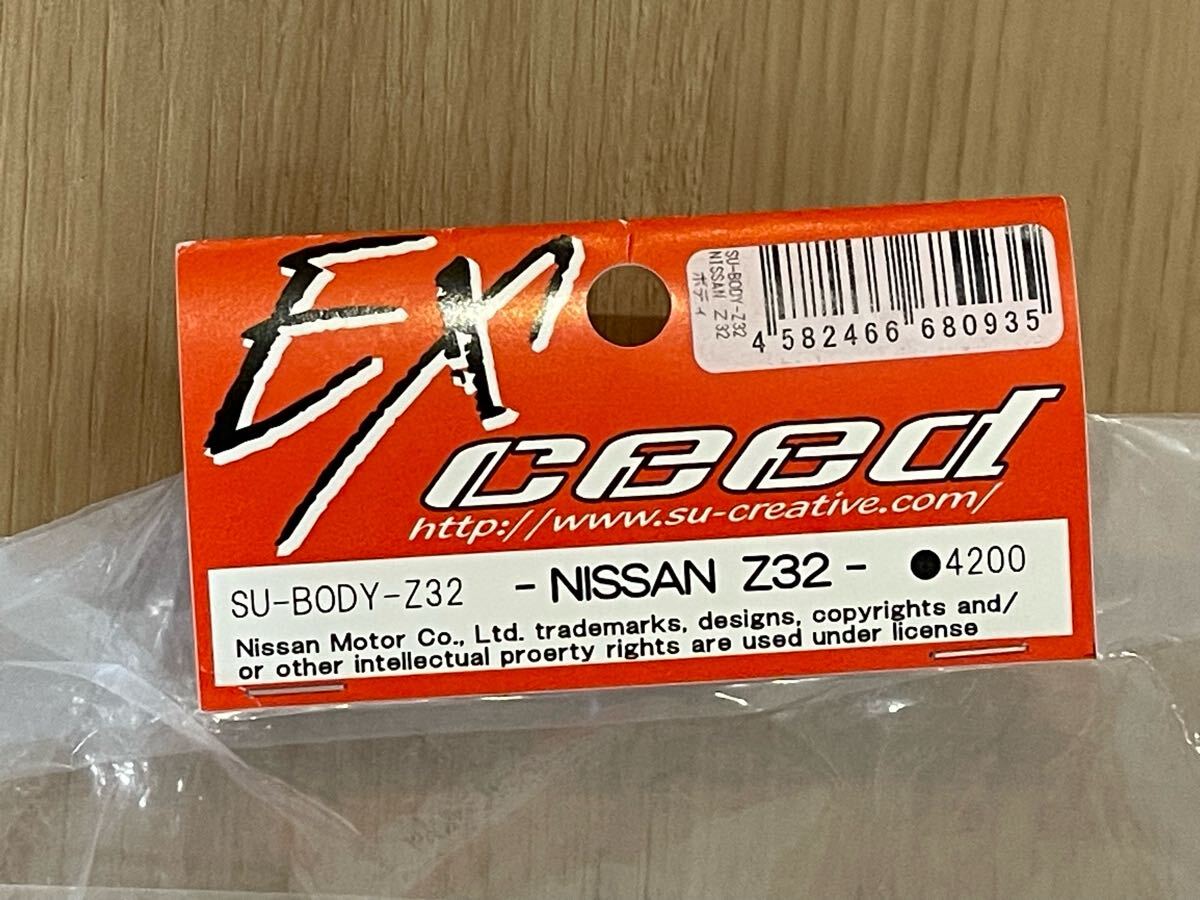 EX
ceed
http://www.su-creative.com/
SU-BODY-Z32
NISSAN Z32
ボディ
4 582466 680935
SU-BODY-Z32 - NISSAN Z32 - ●4200
Nissan Motor Co., Ltd. trademarks, designs, copyrights and/
or other intellectual proerty rights are used under license